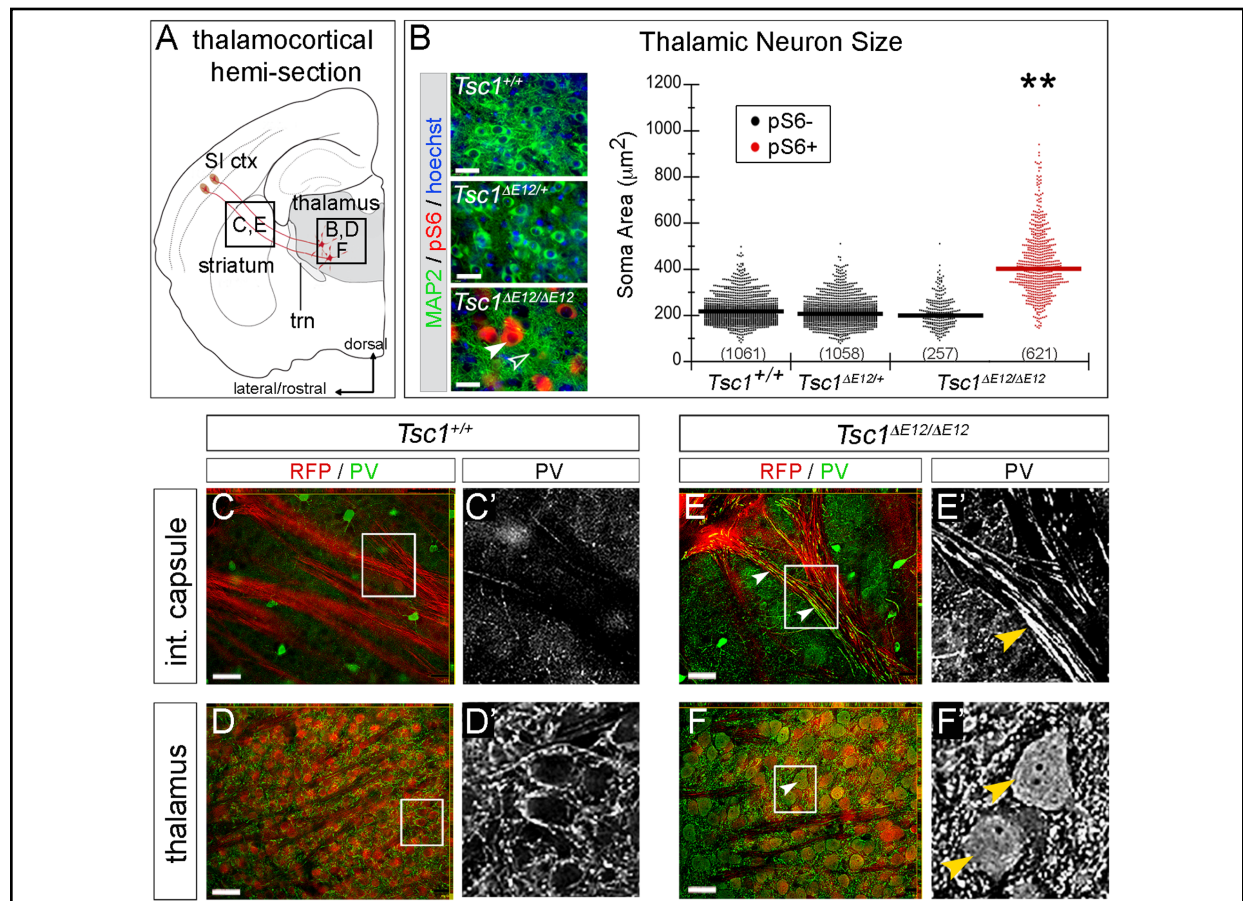 A thalamocortical
hemi-section
SI ctx
thalamus
C,E
B,D
F
striatum
trn
dorsal
lateral/rostral
B
Thalamic Neuron Size
MAP2 / pS6 / hoechst
Tsc1+/+
Tsc1ΔE12/+
Tsc1ΔE12/ΔE12
Soma Area (μm2)
1200
1000
800
600
400
200
0
pS6-
pS6+
**
(1061)
(1058)
(257)
(621)
Tsc1+/+
Tsc1ΔE12/+
Tsc1ΔE12/ΔE12
Tsc1+/+
Tsc1ΔE12/ΔE12
RFP / PV
PV
RFP / PV
PV
int. capsule
C
C'
E
E'
thalamus
D
D'
F
F'